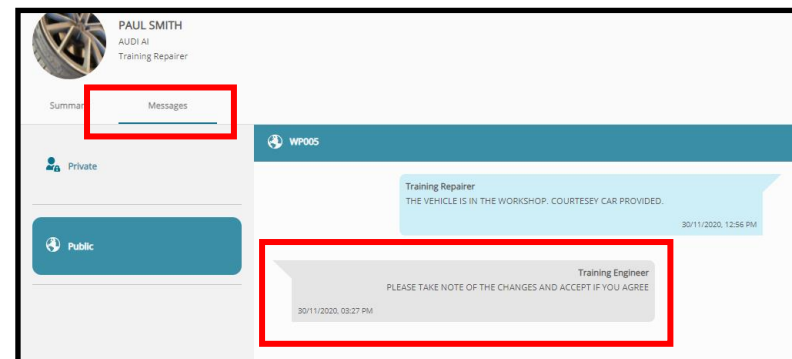 PAUL SMITH
AUDI AI
Training Repairer
Summar
Messages
Private
Public
WP005
Training Repairer
THE VEHICLE IS IN THE WORKSHOP. COURTESEY CAR PROVIDED.
30/11/2020, 12:56 PM
Training Engineer
PLEASE TAKE NOTE OF THE CHANGES AND ACCEPT IF YOU AGREE
30/11/2020, 03:27 PM